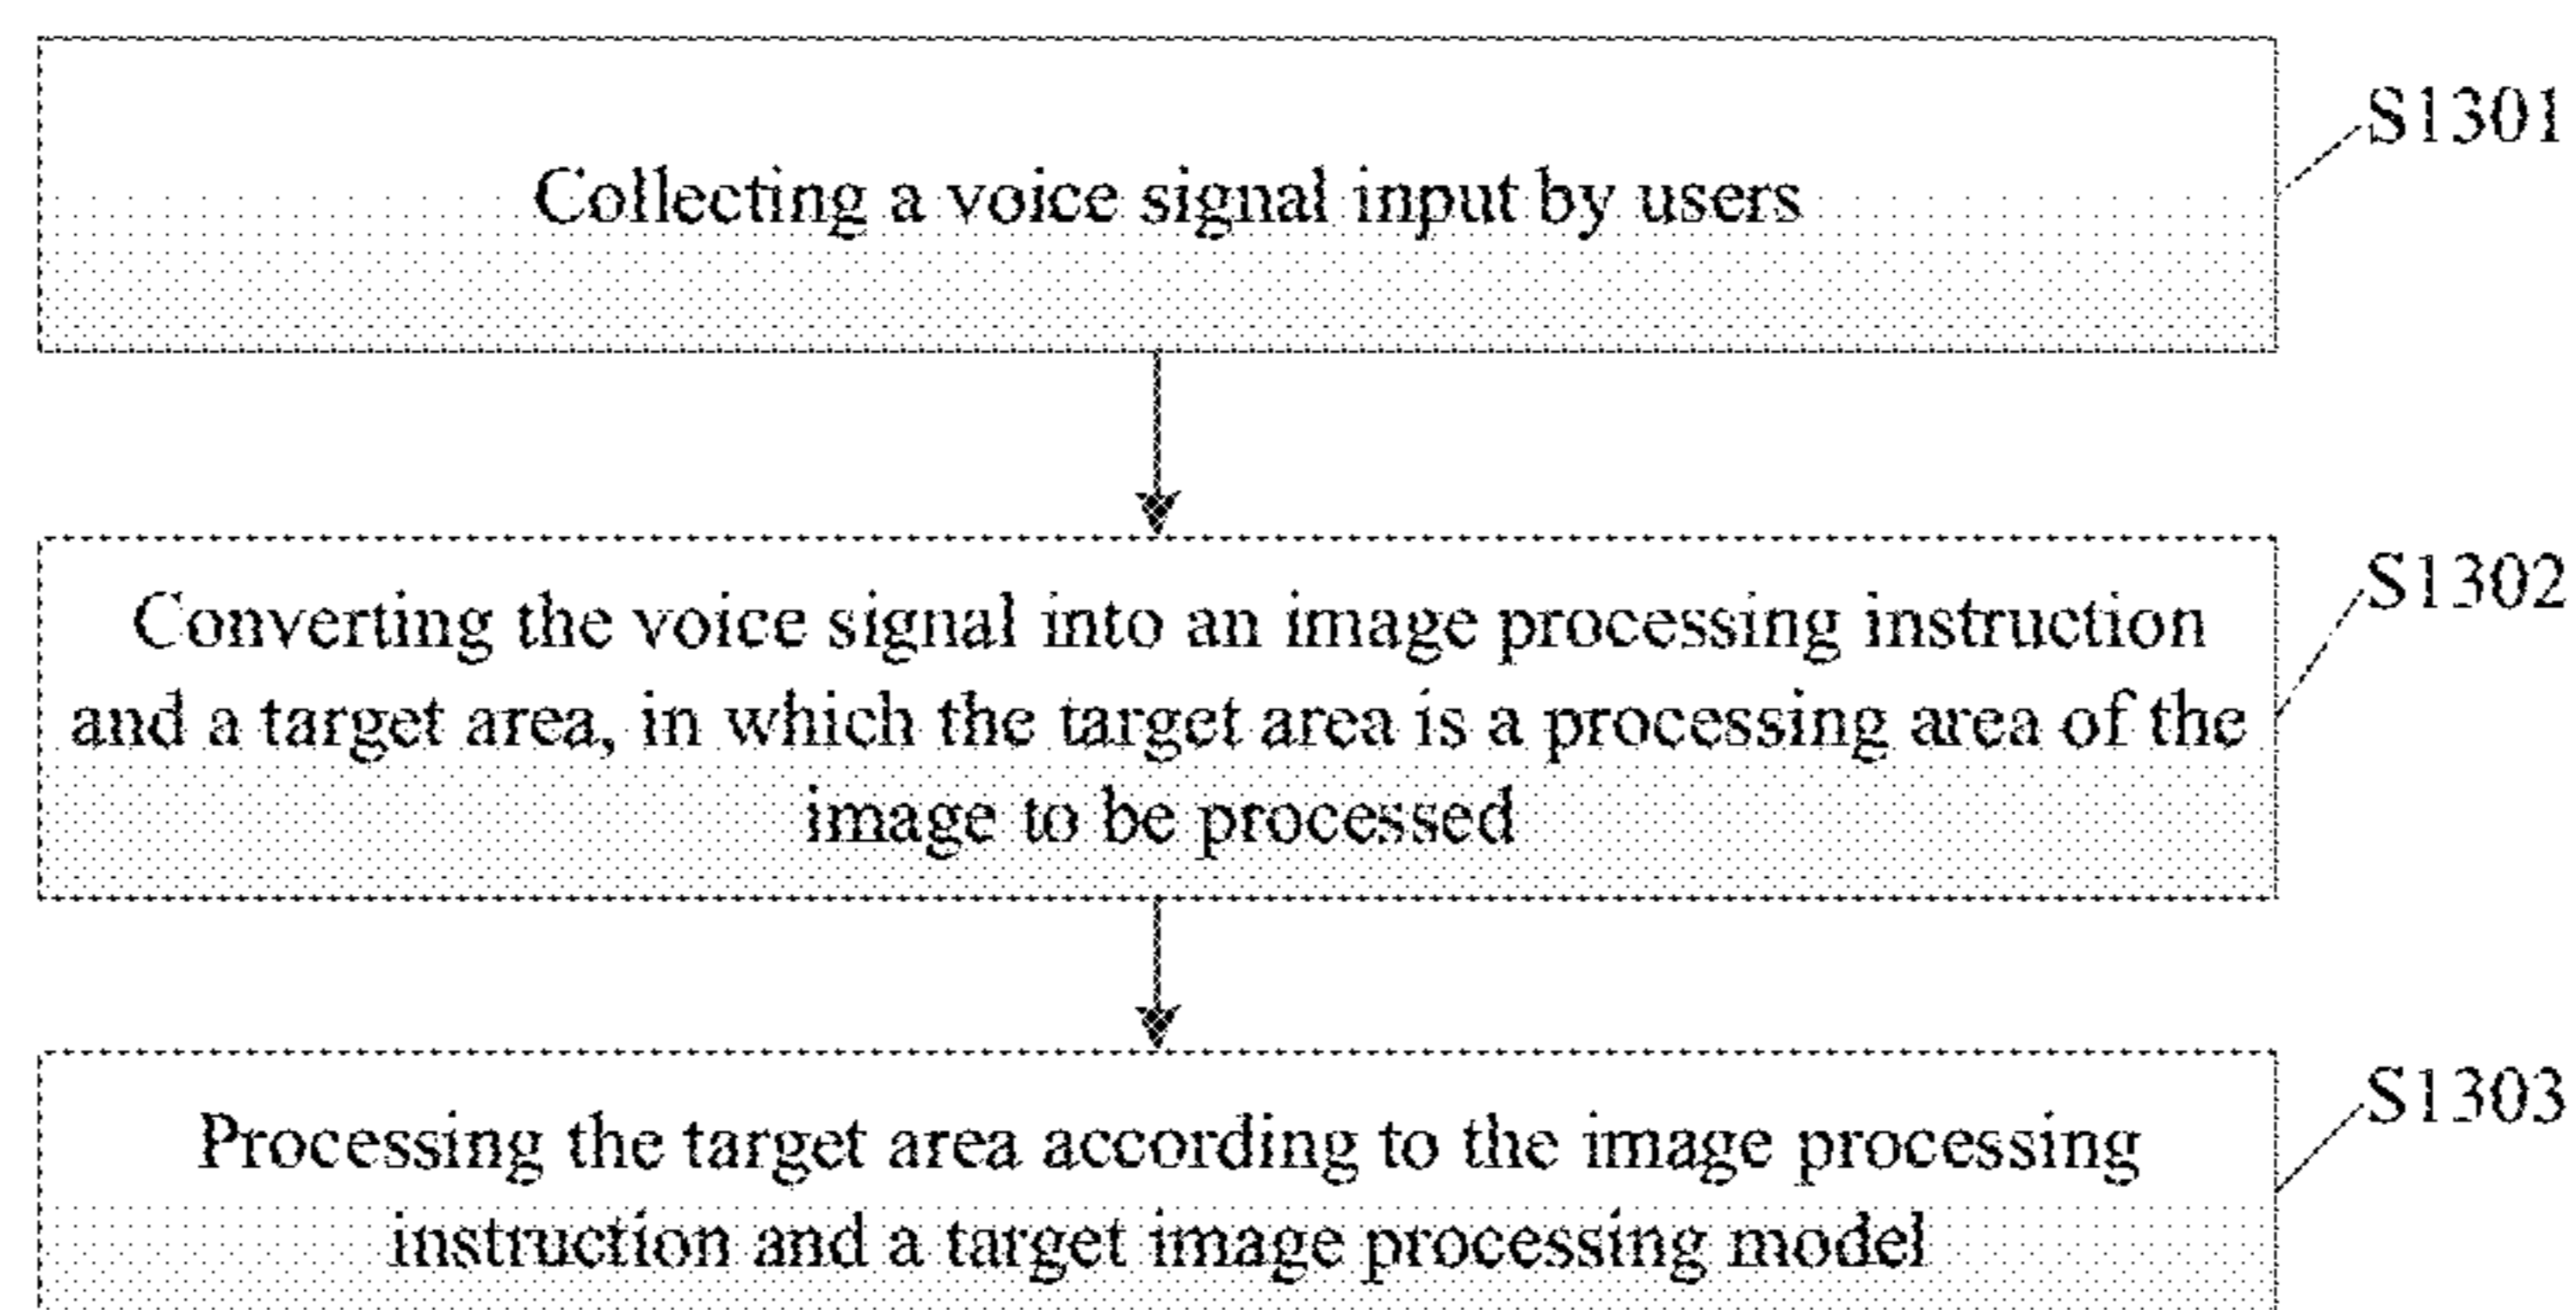 S1301
Collecting a voice signal input by users
S1302
Converting the voice signal into an image processing instruction
and a target area, in which the target area is a processing area of the
image to be processed
S1303
Processing the target area according to the image processing
instruction and a target image processing model